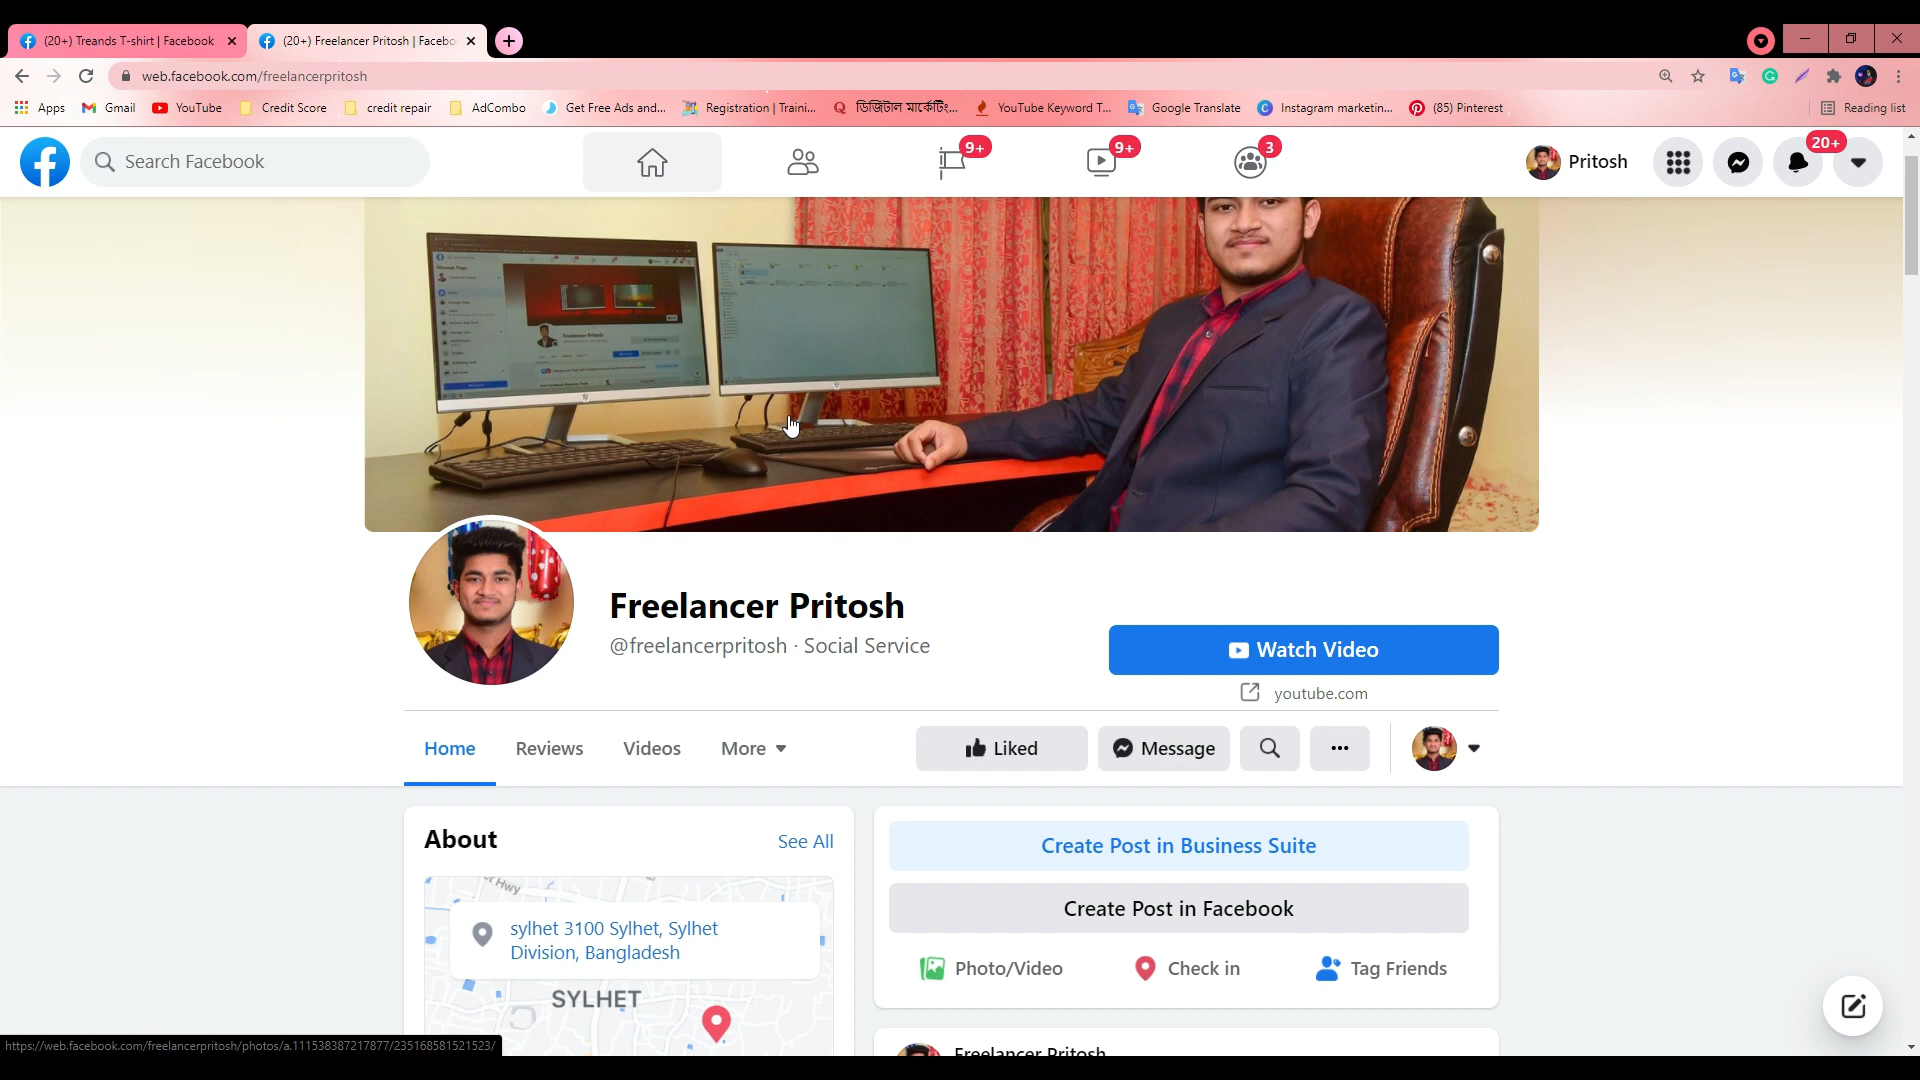 (20+) Treands T-shirt | Facebook
(20+) Freelancer Pritosh | Facebo
web.facebook.com/freelancerpritosh
Apps
Gmail
YouTube
Credit Score
credit repair
AdCombo
Get Free Ads and...
Registration | Traini...
ডিজিটাল মার্কেটিং...
YouTube Keyword T...
Google Translate
Instagram marketin...
(85) Pinterest
Reading list
Search Facebook
9+
9+
3
Pritosh
20+
Freelancer Pritosh
Freelancer Pritosh
@freelancerpritosh · Social Service
Watch Video
youtube.com
Home
Reviews
Videos
More
Liked
Message
About
See All
Create Post in Business Suite
Create Post in Facebook
Photo/Video
Check in
Tag Friends
Hwy
sylhet 3100 Sylhet, Sylhet
Division, Bangladesh
SYLHET
Freelancer Pritosh
https://web.facebook.com/freelancerpritosh/photos/a.111538387217877/235168581521523/